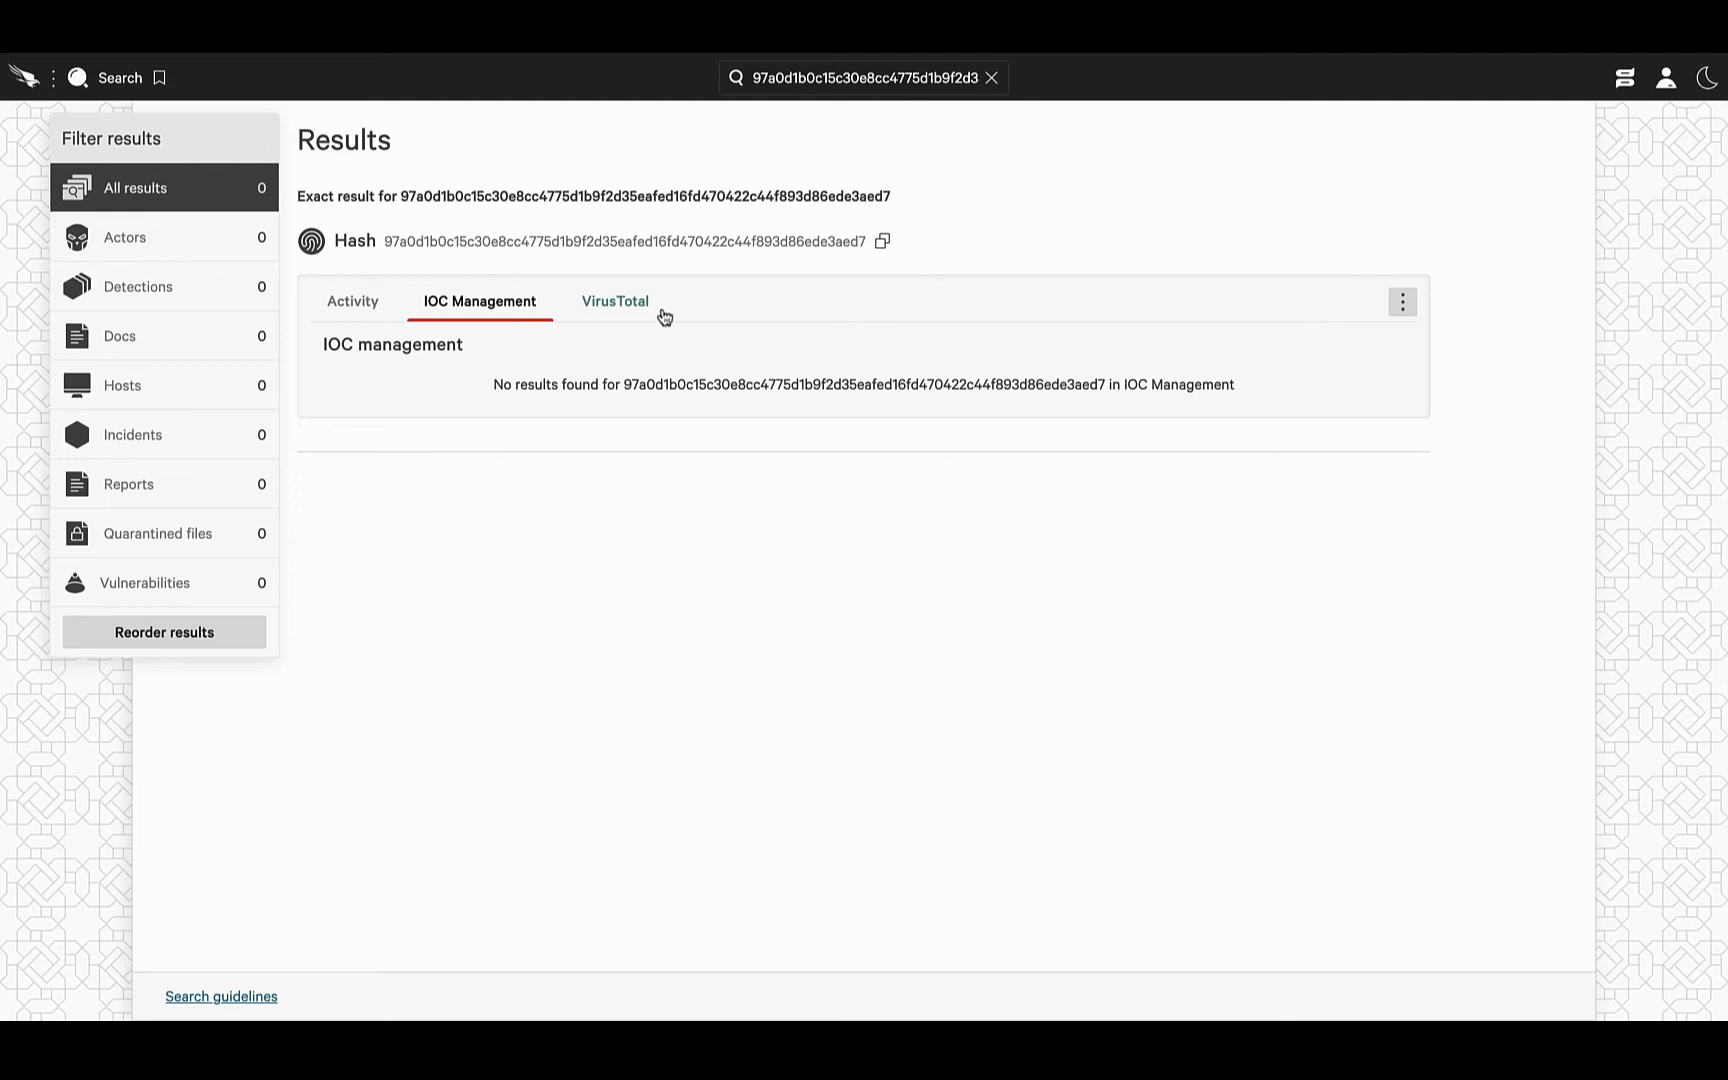 Search
97a0d1b0c15c30e8cc4775d1b9f2d3
Filter results
All results 0
Actors 0
Detections 0
Docs 0
Hosts 0
Incidents 0
Reports 0
Quarantined files 0
Vulnerabilities 0
Reorder results
Results
Exact result for 97a0d1b0c15c30e8cc4775d1b9f2d35eafed16fd470422c44f893d86ede3aed7
Hash 97a0d1b0c15c30e8cc4775d1b9f2d35eafed16fd470422c44f893d86ede3aed7
Activity IOC Management VirusTotal
IOC management
No results found for 97a0d1b0c15c30e8cc4775d1b9f2d35eafed16fd470422c44f893d86ede3aed7 in IOC Management
Search guidelines